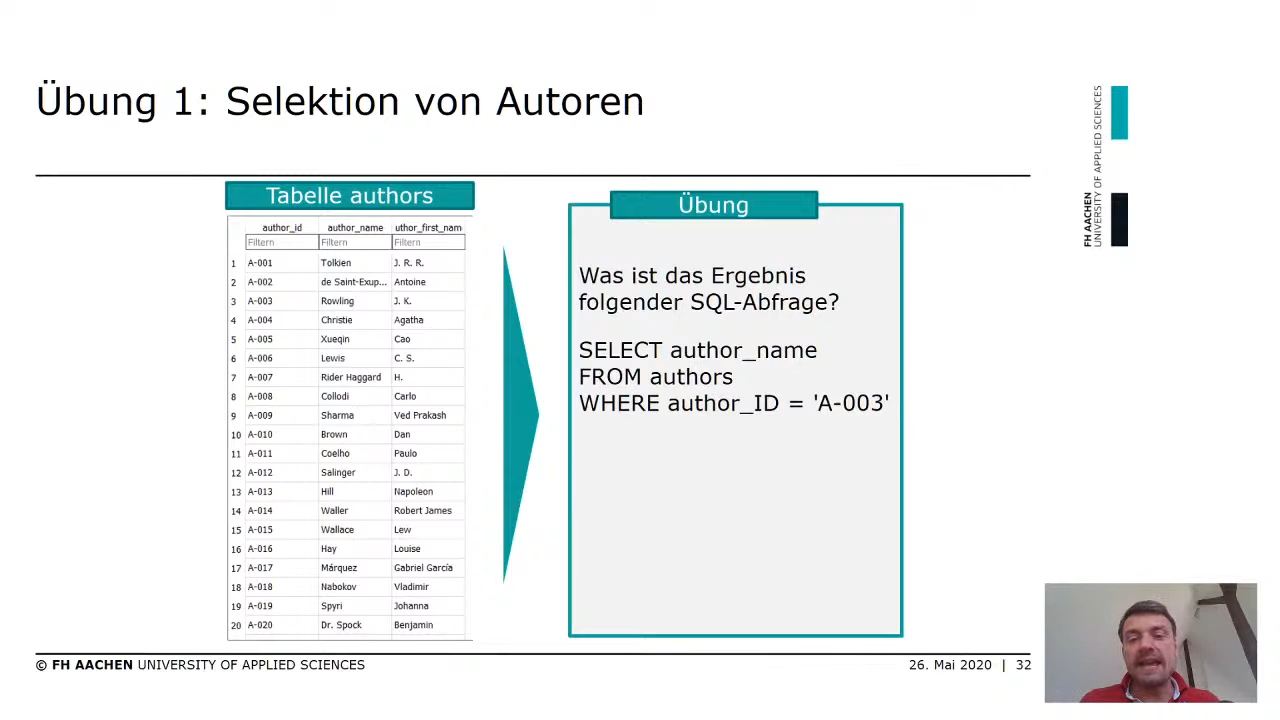 Übung 1: Selektion von Autoren
FH AACHEN
UNIVERSITY OF APPLIED SCIENCES
Tabelle authors
author_id author_name uthor_first_nam
Filtern Filtern Filtern
1 A-001 Tolkien J. R. R.
2 A-002 de Saint-Exup... Antoine
3 A-003 Rowling J. K.
4 A-004 Christie Agatha
5 A-005 Xueqin Cao
6 A-006 Lewis C. S.
7 A-007 Rider Haggard H.
8 A-008 Collodi Carlo
9 A-009 Sharma Ved Prakash
10 A-010 Brown Dan
11 A-011 Coelho Paulo
12 A-012 Salinger J. D.
13 A-013 Hill Napoleon
14 A-014 Waller Robert James
15 A-015 Wallace Lew
16 A-016 Hay Louise
17 A-017 Márquez Gabriel García
18 A-018 Nabokov Vladimir
19 A-019 Spyri Johanna
20 A-020 Dr. Spock Benjamin
Übung
Was ist das Ergebnis
folgender SQL-Abfrage?
SELECT author_name
FROM authors
WHERE author_ID = 'A-003'
© FH AACHEN UNIVERSITY OF APPLIED SCIENCES
26. Mai 2020 | 32